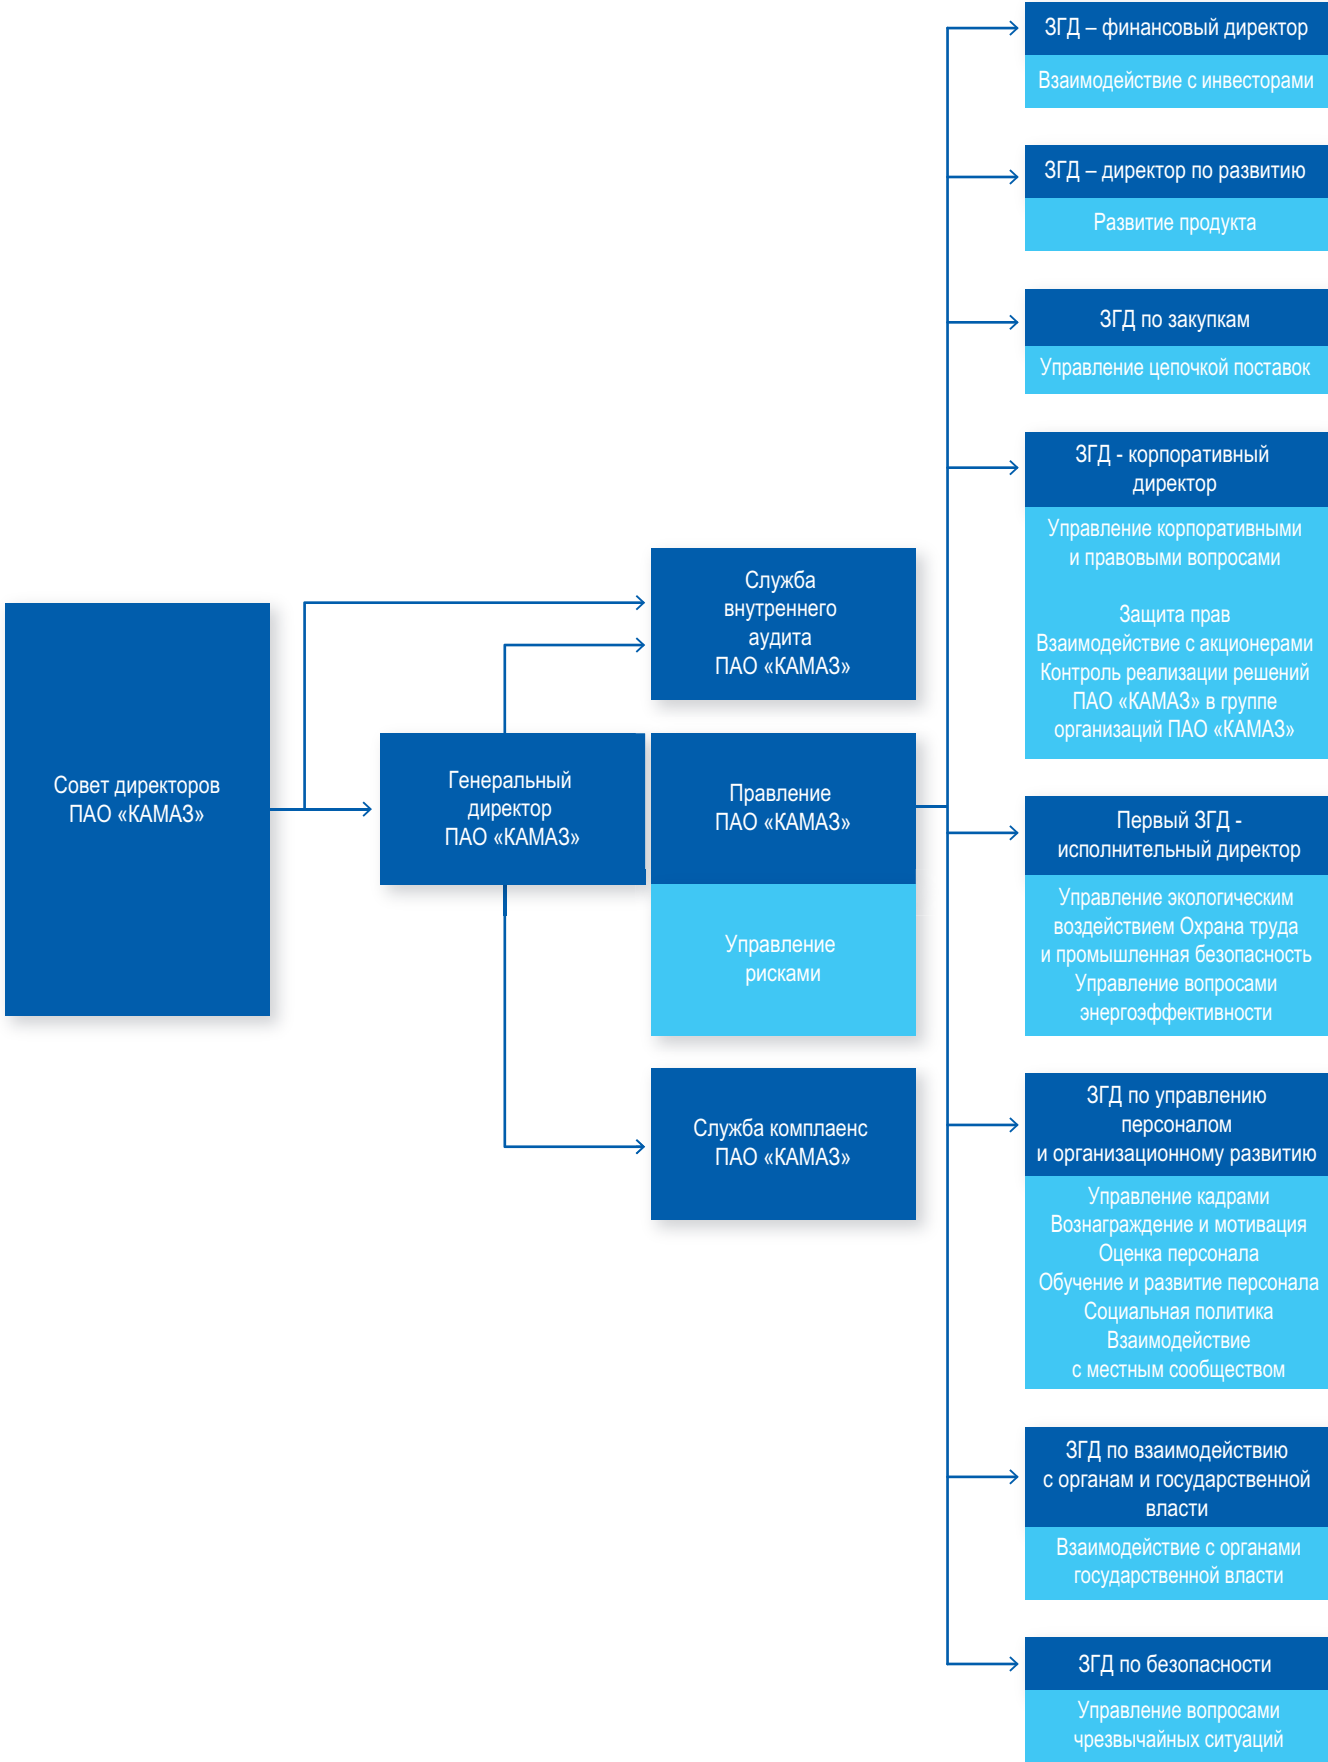 Совет директоров
ПАО «КАМАЗ»
Генеральный
директор
ПАО «КАМАЗ»
Служба
внутреннего
аудита
ПАО «КАМАЗ»
Правление
ПАО «КАМАЗ»
Управление
рисками
Служба комплаенс
ПАО «КАМАЗ»
ЗГД – финансовый директор
Взаимодействие с инвесторами
ЗГД – директор по развитию
Развитие продукта
ЗГД по закупкам
Управление цепочкой поставок
ЗГД - корпоративный
директор
Управление корпоративными
и правовыми вопросами
Защита прав
Взаимодействие с акционерами
Контроль реализации решений
ПАО «КАМАЗ» в группе
организаций ПАО «КАМАЗ»
Первый ЗГД -
исполнительный директор
Управление экологическим
воздействием Охрана труда
и промышленная безопасность
Управление вопросами
энергоэффективности
ЗГД по управлению
персоналом
и организационному развитию
Управление кадрами
Вознаграждение и мотивация
Оценка персонала
Обучение и развитие персонала
Социальная политика
Взаимодействие
с местным сообществом
ЗГД по взаимодействию
с органам и государственной
власти
Взаимодействие с органами
государственной власти
ЗГД по безопасности
Управление вопросами
чрезвычайных ситуаций